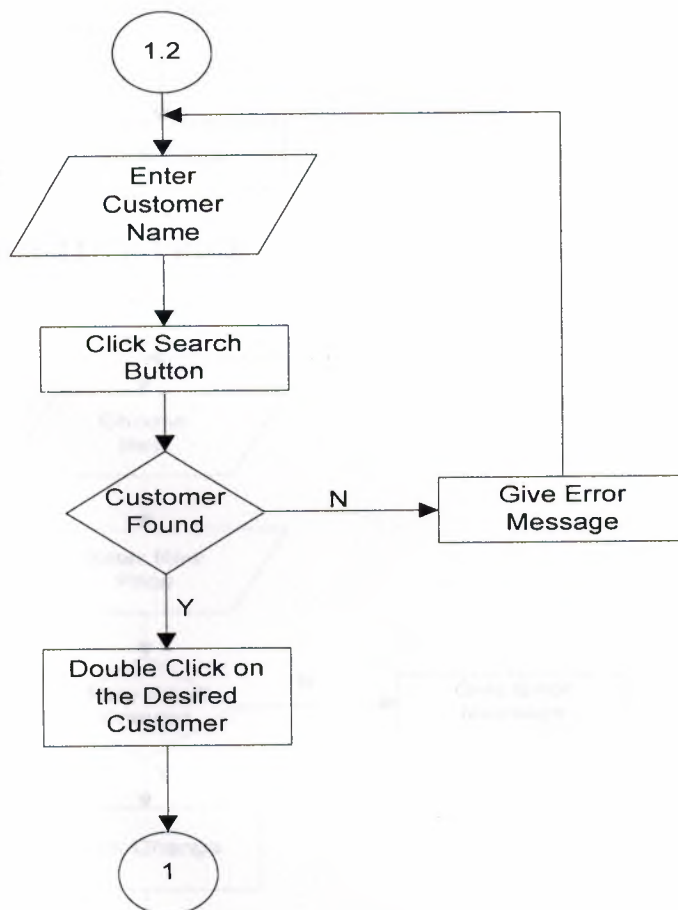 1.2
Enter
Customer
Name
Click Search
Button
Customer
Found
N
Give Error
Message
Y
Double Click on
the Desired
Customer
1